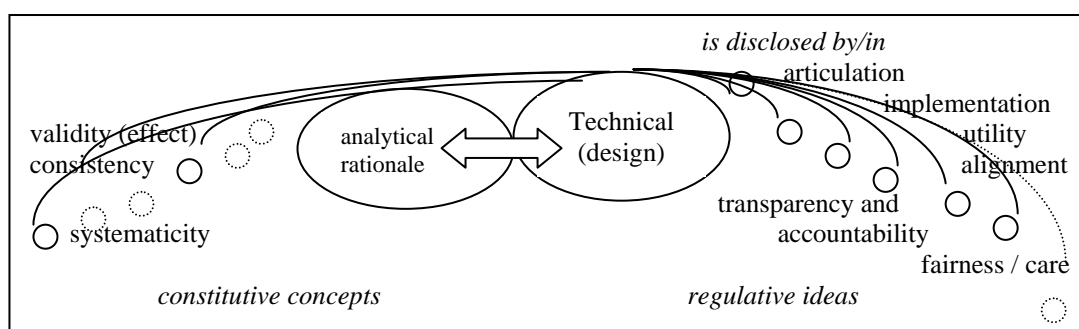 is disclosed by/in
articulation
implementation
utility
alignment
validity (effect)
consistency
systematicity
analytical
rationale
Technical
(design)
transparency and
accountability
fairness / care
constitutive concepts
regulative ideas